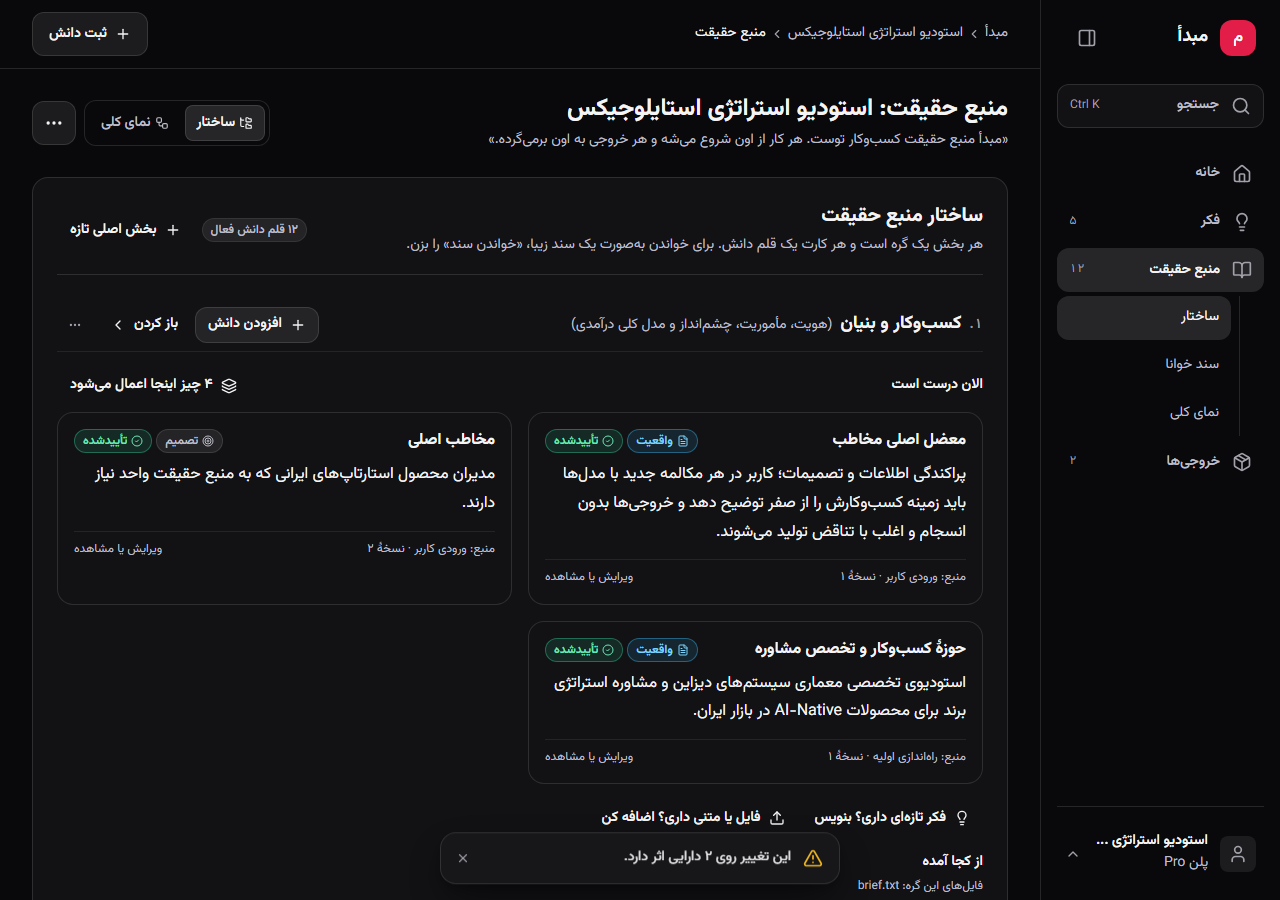 م
مبدأ
جستجو
Ctrl K
خانه
فکر
۵
منبع حقیقت
۱۲
ساختار
سند خوانا
نمای کلی
خروجی‌ها
۲
استودیو استراتژی ...
پلن Pro
مبدأ › استودیو استراتژی استایلوجیکس › منبع حقیقت
ثبت دانش
منبع حقیقت: استودیو استراتژی استایلوجیکس
«مبدأ منبع حقیقت کسب‌وکار توست. هر کار از اون شروع می‌شه و هر خروجی به اون برمی‌گرده.»
ساختار
نمای کلی
ساختار منبع حقیقت
هر بخش یک گره است و هر کارت یک قلم دانش. برای خواندن به‌صورت یک سند زیبا، «خواندن سند» را بزن.
۱۲ قلم دانش فعال
بخش اصلی تازه
۱. کسب‌وکار و بنیان (هویت، مأموریت، چشم‌انداز و مدل کلی درآمدی)
افزودن دانش
باز کردن
الان درست است
۴ چیز اینجا اعمال می‌شود
معضل اصلی مخاطب
واقعیت
تأییدشده
پراکندگی اطلاعات و تصمیمات؛ کاربر در هر مکالمه جدید با مدل‌ها
باید زمینه کسب‌وکارش را از صفر توضیح دهد و خروجی‌ها بدون
انسجام و اغلب با تناقض تولید می‌شوند.
منبع: ورودی کاربر · نسخهٔ ۱
ویرایش یا مشاهده
مخاطب اصلی
تصمیم
تأییدشده
مدیران محصول استارتاپ‌های ایرانی که به منبع حقیقت واحد نیاز
دارند.
منبع: ورودی کاربر · نسخهٔ ۲
ویرایش یا مشاهده
حوزهٔ کسب‌وکار و تخصص مشاوره
واقعیت
تأییدشده
استودیوی تخصصی معماری سیستم‌های دیزاین و مشاوره استراتژی
برند برای محصولات AI-Native در بازار ایران.
منبع: راه‌اندازی اولیه · نسخهٔ ۱
ویرایش یا مشاهده
فکر تازه‌ای داری؟ بنویس
فایل یا متنی داری؟ اضافه کن
از کجا آمده
فایل‌های این گره: brief.txt
این تغییر روی ۲ دارایی اثر دارد.